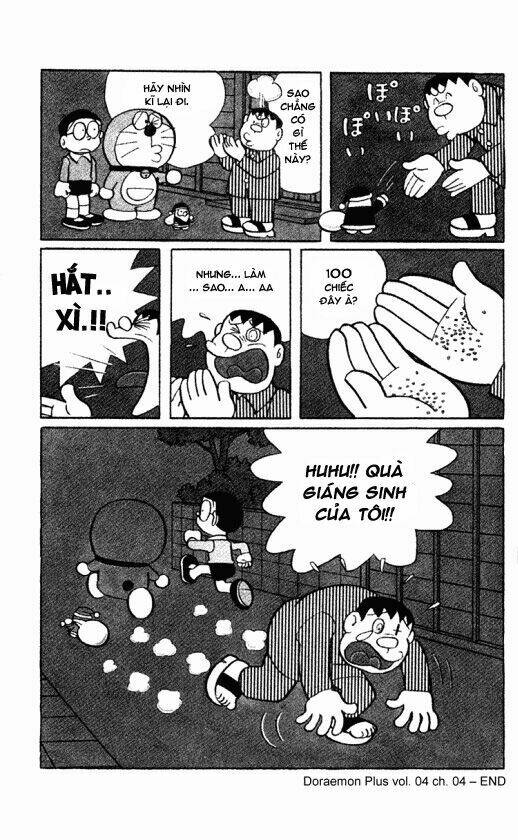 HÃY NHÌN
KĨ LẠI ĐI.
SAO
CHẲNG
CÓ
GÌ
THẾ
NÀY?
ぽい
ぽい
ぽい
HẮT..
XÌ.!!
NHƯNG... LÀM
... SAO... A... AA
100
CHIẾC
ĐÂY À?
HUHU!! QUÀ
GIÁNG SINH
CỦA TÔI!!
Doraemon Plus vol. 04 ch. 04 – END